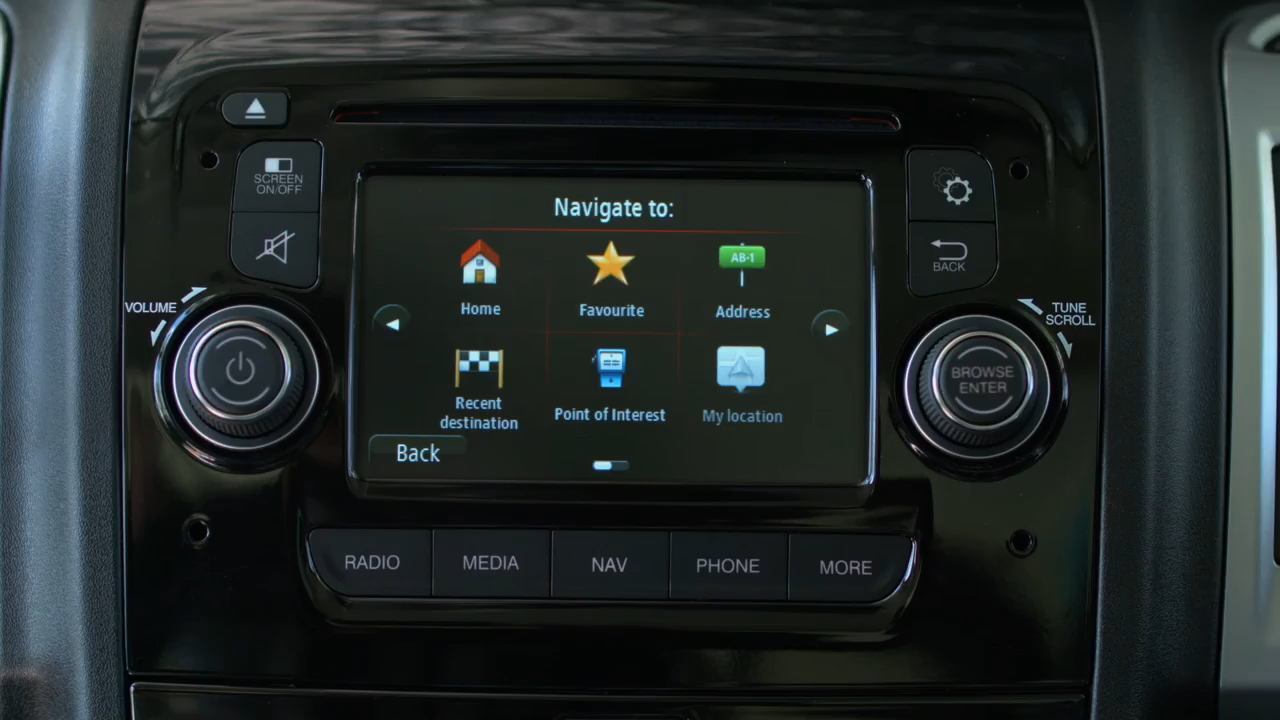 SCREEN
ON/OFF
VOLUME
Navigate to:
Home
Favourite
AB-1
Address
Recent
destination
Point of Interest
My location
Back
BACK
TUNE
SCROLL
BROWSE
ENTER
RADIO
MEDIA
NAV
PHONE
MORE